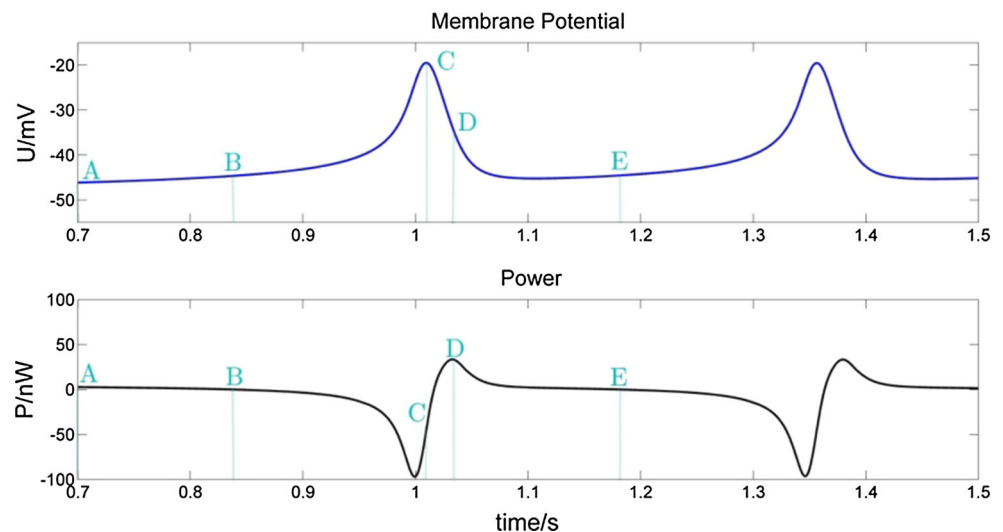 Membrane Potential
U/mV
-20
-30
-40
-50
A
B
C
D
E
0.7 0.8 0.9 1 1.1 1.2 1.3 1.4 1.5
Power
P/nW
100
50
0
-50
-100
A
B
C
D
E
0.7 0.8 0.9 1 1.1 1.2 1.3 1.4 1.5
time/s